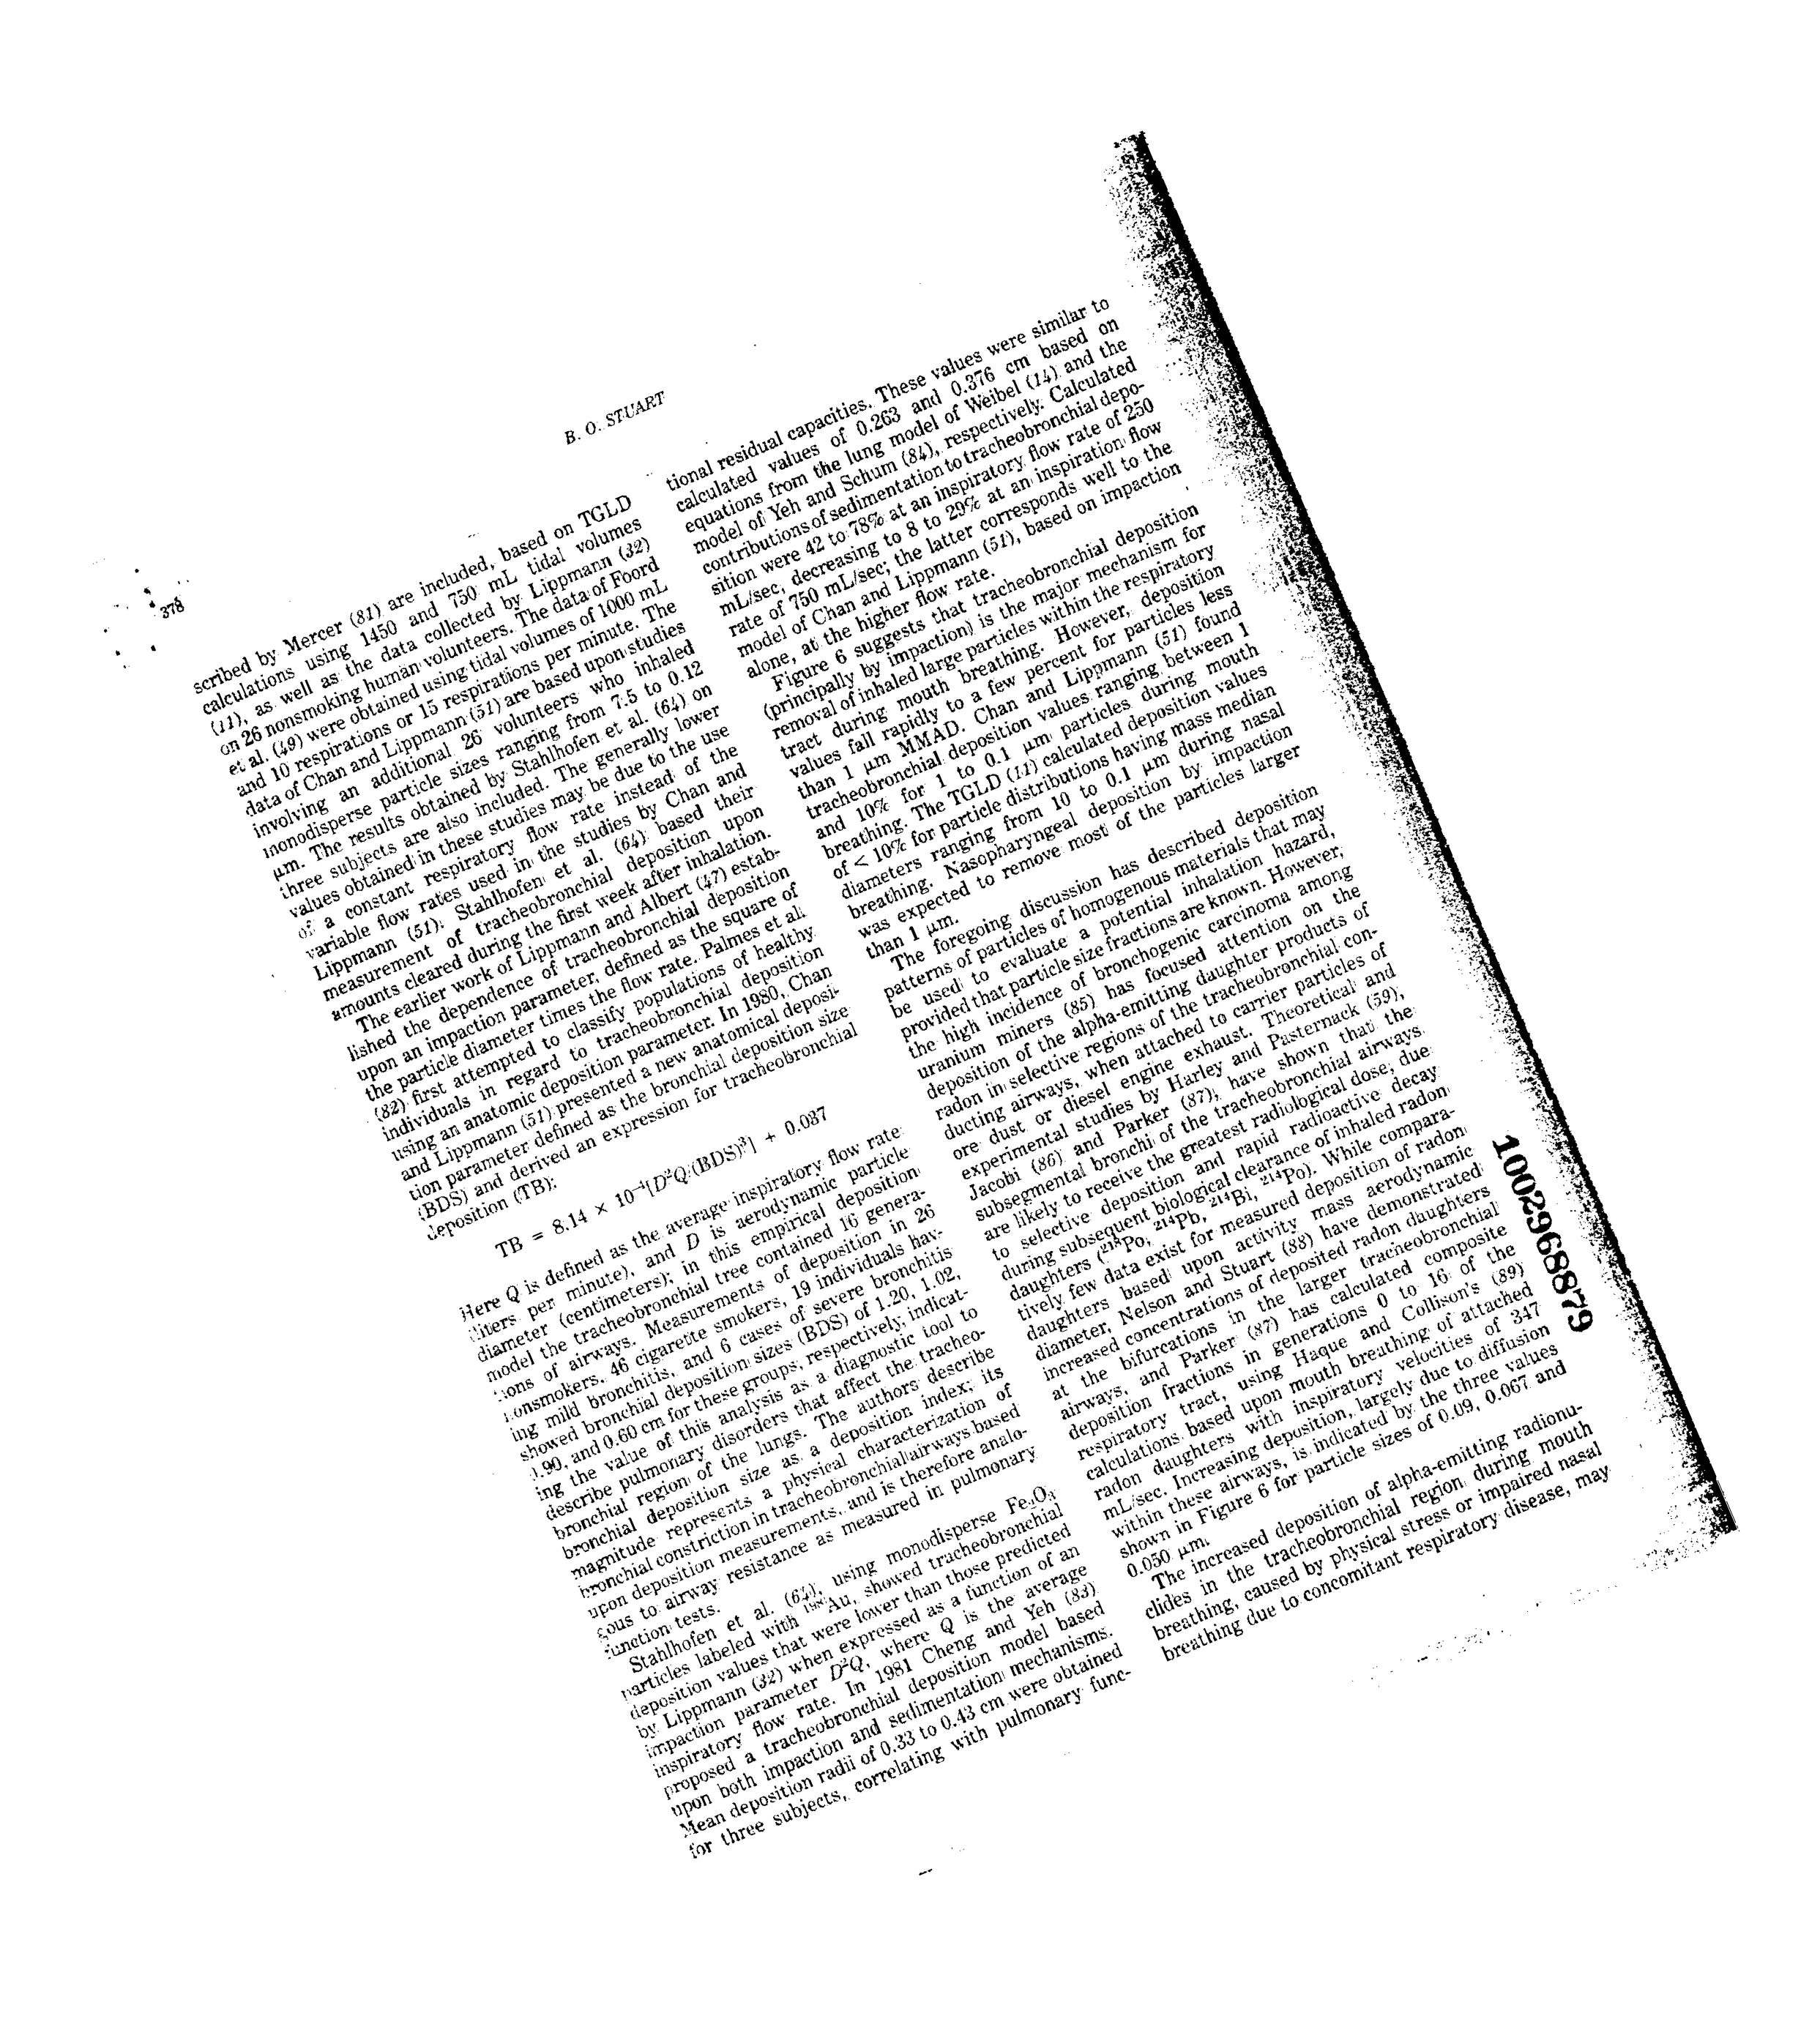 378
B. O. STUART
scribed by Mercer (81) are included, based on TGLD
calculations using 1450 and 750 mL tidal volumes
(11), as well as the data collected by Lippmann (32)
on 26 nonsmoking human volunteers. The data of Foord
et al. (49) were obtained using tidal volumes of 1000 mL
and 10 respirations or 15 respirations per minute. The
data of Chan and Lippmann (51) are based upon studies
involving an additional 26 volunteers who inhaled
monodisperse particle sizes ranging from 7.5 to 0.12
μm. The results obtained by Stahlhofen et al. (64) on
three subjects are also included. The generally lower
values obtained in these studies may be due to the use
of a constant respiratory flow rate instead of the
variable flow rates used in the studies by Chan and
Lippmann (51). Stahlhofen et al. (64) based their
measurement of tracheobronchial deposition upon
amounts cleared during the first week after inhalation.
The earlier work of Lippmann and Albert (47) estab-
lished the dependence of tracheobronchial deposition
upon an impaction parameter, defined as the square of
the particle diameter times the flow rate. Palmes et al.
(82) first attempted to classify populations of healthy
individuals in regard to tracheobronchial deposition
using an anatomic deposition parameter. In 1980, Chan
and Lippmann (51) presented a new anatomical deposi-
tion parameter defined as the bronchial deposition size
(BDS) and derived an expression for tracheobronchial
deposition (TB):
TB = 8.14 × 10⁻⁴[D²Q(BDS)³] + 0.037
Here Q is defined as the average inspiratory flow rate
(liters per minute), and D is aerodynamic particle
diameter (centimeters); in this empirical deposition
model the tracheobronchial tree contained 16 genera-
tions of airways. Measurements of deposition in 26
nonsmokers, 46 cigarette smokers, 19 individuals hav-
ing mild bronchitis, and 6 cases of severe bronchitis
showed bronchial deposition sizes (BDS) of 1.20, 1.02,
0.90, and 0.60 cm for these groups, respectively, indicat-
ing the value of this analysis as a diagnostic tool to
describe pulmonary disorders that affect the tracheo-
bronchial region of the lungs. The authors describe
bronchial deposition size as a deposition index; its
magnitude represents a physical characterization of
bronchial constriction in tracheobronchial airways based
upon deposition measurements, and is therefore analo-
gous to airway resistance as measured in pulmonary
function tests.
Stahlhofen et al. (64), using monodisperse Fe₂O₃
particles labeled with ¹⁹⁸Au, showed tracheobronchial
deposition values that were lower than those predicted
by Lippmann (32) when expressed as a function of an
impaction parameter D²Q, where Q is the average
inspiratory flow rate. In 1981 Cheng and Yeh (83)
proposed a tracheobronchial deposition model based
upon both impaction and sedimentation mechanisms.
Mean deposition radii of 0.33 to 0.43 cm were obtained
for three subjects, correlating with pulmonary func-
tional residual capacities. These values were similar to
calculated values of 0.263 and 0.376 cm based on
equations from the lung model of Weibel (14) and the
model of Yeh and Schum (84), respectively. Calculated
contributions of sedimentation to tracheobronchial depo-
sition were 42 to 78% at an inspiratory flow rate of 250
mL/sec, decreasing to 8 to 29% at an inspiration flow
rate of 750 mL/sec; the latter corresponds well to the
model of Chan and Lippmann (51), based on impaction
alone, at the higher flow rate.
Figure 6 suggests that tracheobronchial deposition
(principally by impaction) is the major mechanism for
removal of inhaled large particles within the respiratory
tract during mouth breathing. However, deposition
values fall rapidly to a few percent for particles less
than 1 μm MMAD. Chan and Lippmann (51) found
tracheobronchial deposition values ranging between 1
and 10% for 1 to 0.1 μm particles during mouth
breathing. The TGLD (11) calculated deposition values
of < 10% for particle distributions having mass median
diameters ranging from 10 to 0.1 μm during nasal
breathing. Nasopharyngeal deposition by impaction
was expected to remove most of the particles larger
than 1 μm.
The foregoing discussion has described deposition
patterns of particles of homogenous materials that may
be used to evaluate a potential inhalation hazard,
provided that particle size fractions are known. However,
the high incidence of bronchogenic carcinoma among
uranium miners (85) has focused attention on the
deposition of the alpha-emitting daughter products of
radon in selective regions of the tracheobronchial con-
ducting airways, when attached to carrier particles of
ore dust or diesel engine exhaust. Theoretical and
experimental studies by Harley and Pasternack (59),
Jacobi (86) and Parker (87), have shown that the
subsegmental bronchi of the tracheobronchial airways
are likely to receive the greatest radiological dose, due
to selective deposition and rapid radioactive decay
during subsequent biological clearance of inhaled radon
daughters (²¹⁸Po, ²¹⁴Pb, ²¹⁴Bi, ²¹⁴Po). While compara-
tively few data exist for measured deposition of radon
daughters based upon activity mass aerodynamic
diameter, Nelson and Stuart (88) have demonstrated
increased concentrations of deposited radon daughters
at the bifurcations in the larger tracheobronchial
airways, and Parker (87) has calculated composite
deposition fractions in generations 0 to 16 of the
respiratory tract, using Haque and Collison's (89)
calculations based upon mouth breathing of attached
radon daughters with inspiratory velocities of 347
mL/sec. Increasing deposition, largely due to diffusion
within these airways, is indicated by the three values
shown in Figure 6 for particle sizes of 0.09, 0.067 and
0.050 μm.
The increased deposition of alpha-emitting radionu-
clides in the tracheobronchial region during mouth
breathing, caused by physical stress or impaired nasal
breathing due to concomitant respiratory disease, may
1002968879